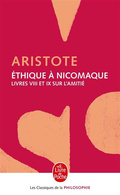 ARISTOTE
ÉTHIQUE À NICOMAQUE
LIVRES VIII ET IX SUR L'AMITIÉ
Le Livre de Poche
Les Classiques de la PHILOSOPHIE